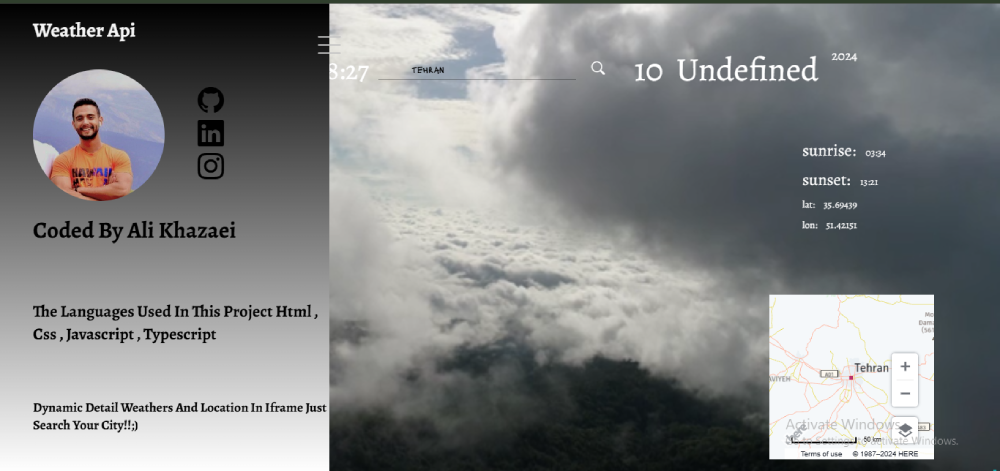 Weather Api
Coded By Ali Khazaei
The Languages Used In This Project Html ,
Css , Javascript , Typescript
Dynamic Detail Weathers And Location In Iframe Just
Search Your City!!;)
8:27
TEHRAN
10 Undefined 2024
sunrise: 03:34
sunset: 13:21
lat: 35.69439
lon: 51.42151
Tehran
+
−
50 km
Activate Windows
Go to Settings to activate Windows.
Terms of use © 1987–2024 HERE